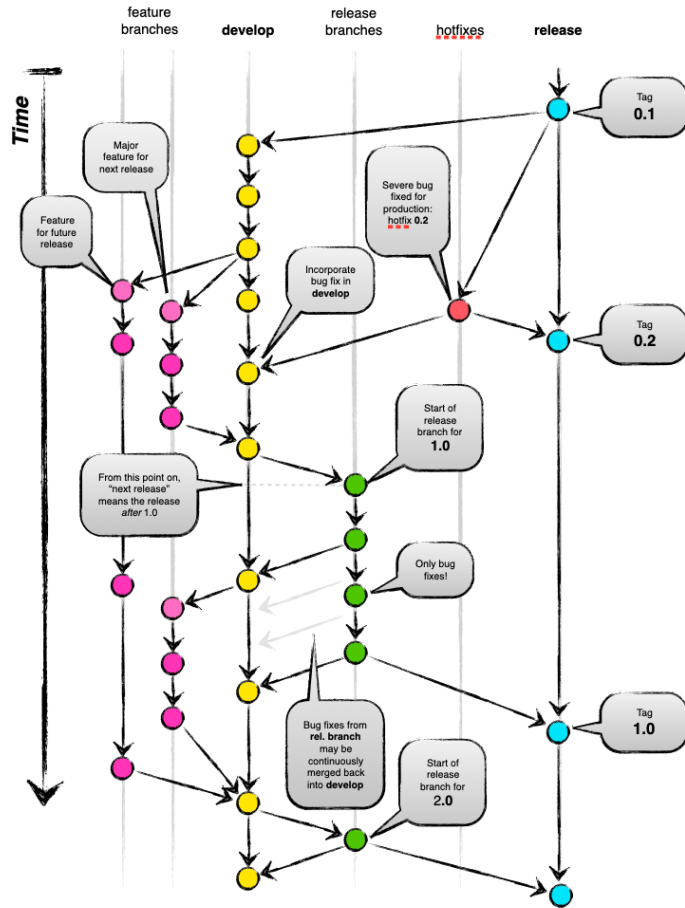 feature
branches
develop
release
branches
hotfixes
release
Time
Tag
0.1
Major
feature for
next release
Severe bug
fixed for
production:
hotfix 0.2
Feature
for future
release
Incorporate
bug fix in
develop
Tag
0.2
Start of
release
branch for
1.0
From this point on,
“next release”
means the release
after 1.0
Only bug
fixes!
Bug fixes from
rel. branch
may be
continuously
merged back
into develop
Tag
1.0
Start of
release
branch for
2.0